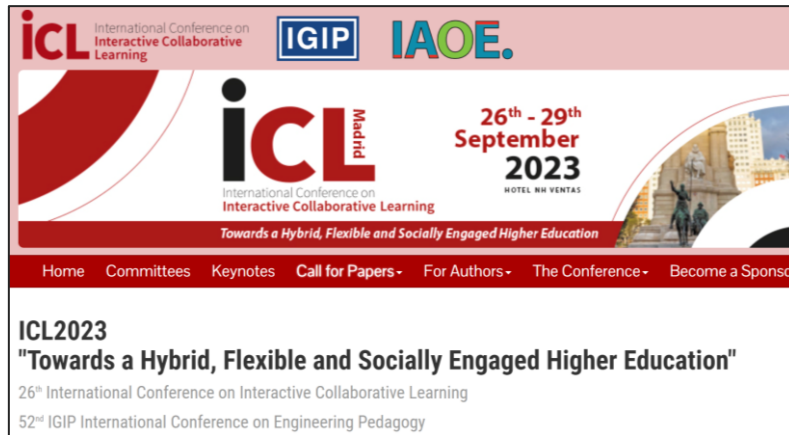 iCL International Conference on
Interactive Collaborative
Learning
IGIP
IAOE.
iCL Madrid
International Conference on
Interactive Collaborative Learning
26th - 29th
September
2023
HOTEL NH VENTAS
Towards a Hybrid, Flexible and Socially Engaged Higher Education
Home Committees Keynotes Call for Papers For Authors The Conference Become a Sponso
ICL2023
"Towards a Hybrid, Flexible and Socially Engaged Higher Education"
26th International Conference on Interactive Collaborative Learning
52nd IGIP International Conference on Engineering Pedagogy